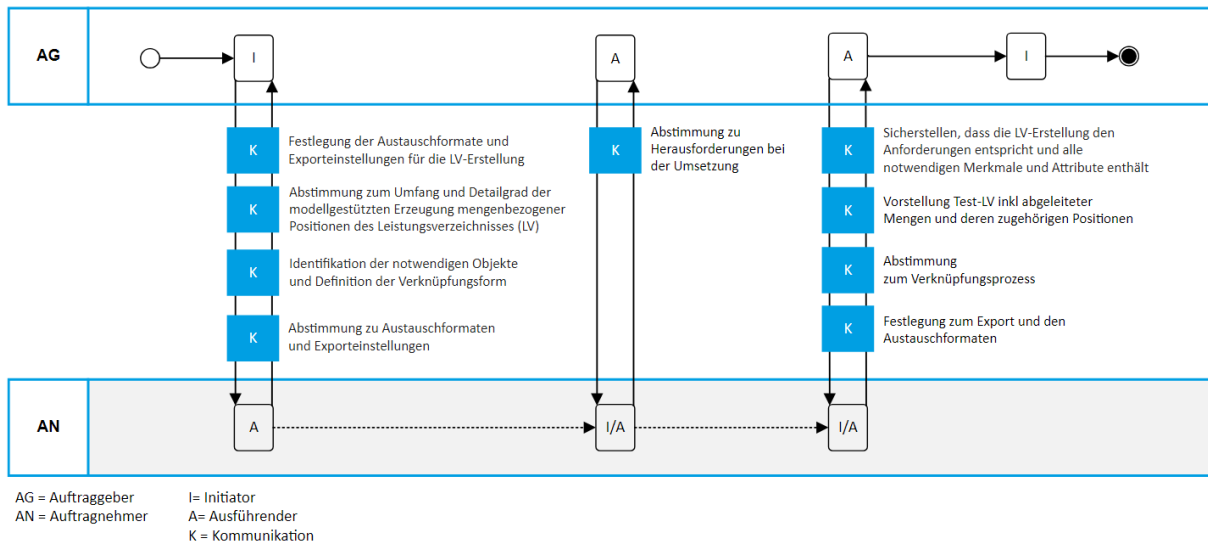 AG
I
A
A
I
K
Festlegung der Austauschformate und
Exporteinstellungen für die LV-Erstellung
K
Abstimmung zum Umfang und Detailgrad der
modellgestützten Erzeugung mengenbezogener
Positionen des Leistungsverzeichnisses (LV)
K
Identifikation der notwendigen Objekte
und Definition der Verknüpfungsform
K
Abstimmung zu Austauschformaten
und Exporteinstellungen
K
Abstimmung zu
Herausforderungen bei
der Umsetzung
K
Sicherstellen, dass die LV-Erstellung den
Anforderungen entspricht und alle
notwendigen Merkmale und Attribute enthält
K
Vorstellung Test-LV inkl abgeleiteter
Mengen und deren zugehörigen Positionen
K
Abstimmung
zum Verknüpfungsprozess
K
Festlegung zum Export und den
Austauschformaten
AN
A
I/A
I/A
AG = Auftraggeber
AN = Auftragnehmer
I= Initiator
A= Ausführender
K = Kommunikation